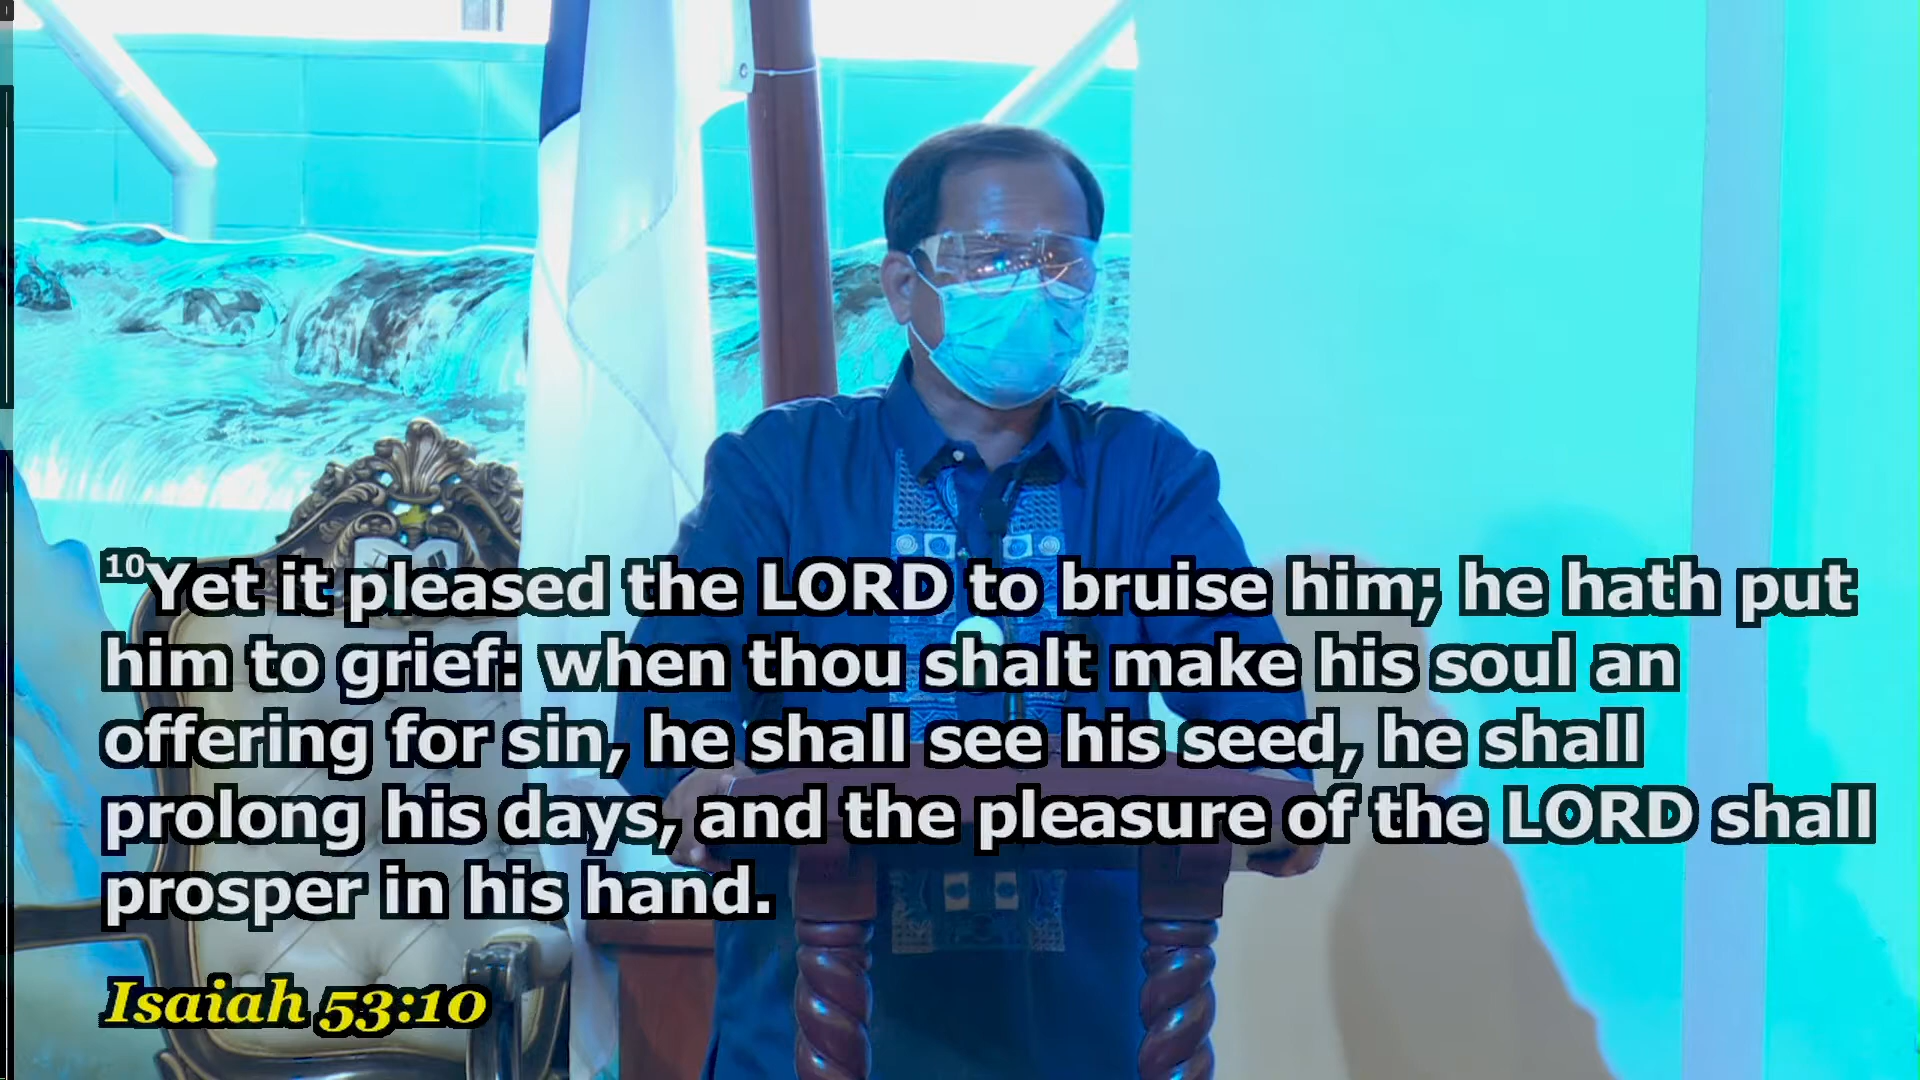 10Yet it pleased the LORD to bruise him; he hath put
him to grief: when thou shalt make his soul an
offering for sin, he shall see his seed, he shall
prolong his days, and the pleasure of the LORD shall
prosper in his hand.
Isaiah 53:10